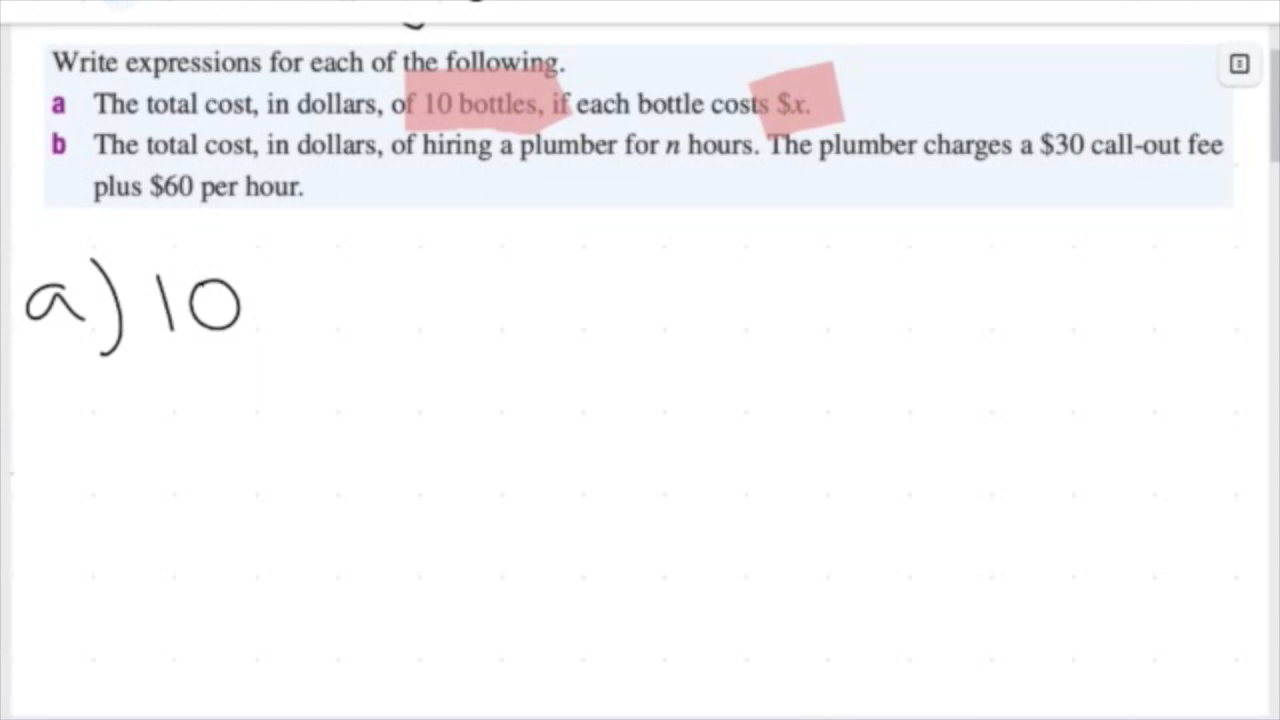 Write expressions for each of the following.
a The total cost, in dollars, of 10 bottles, if each bottle costs $x.
b The total cost, in dollars, of hiring a plumber for n hours. The plumber charges a $30 call-out fee
plus $60 per hour.
a) 10